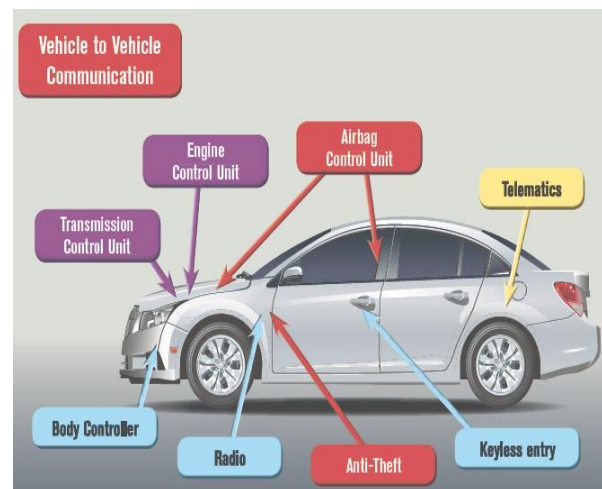 Vehicle to Vehicle
Communication
Engine
Control Unit
Airbag
Control Unit
Telematics
Transmission
Control Unit
Body Controller
Radio
Anti-Theft
Keyless entry